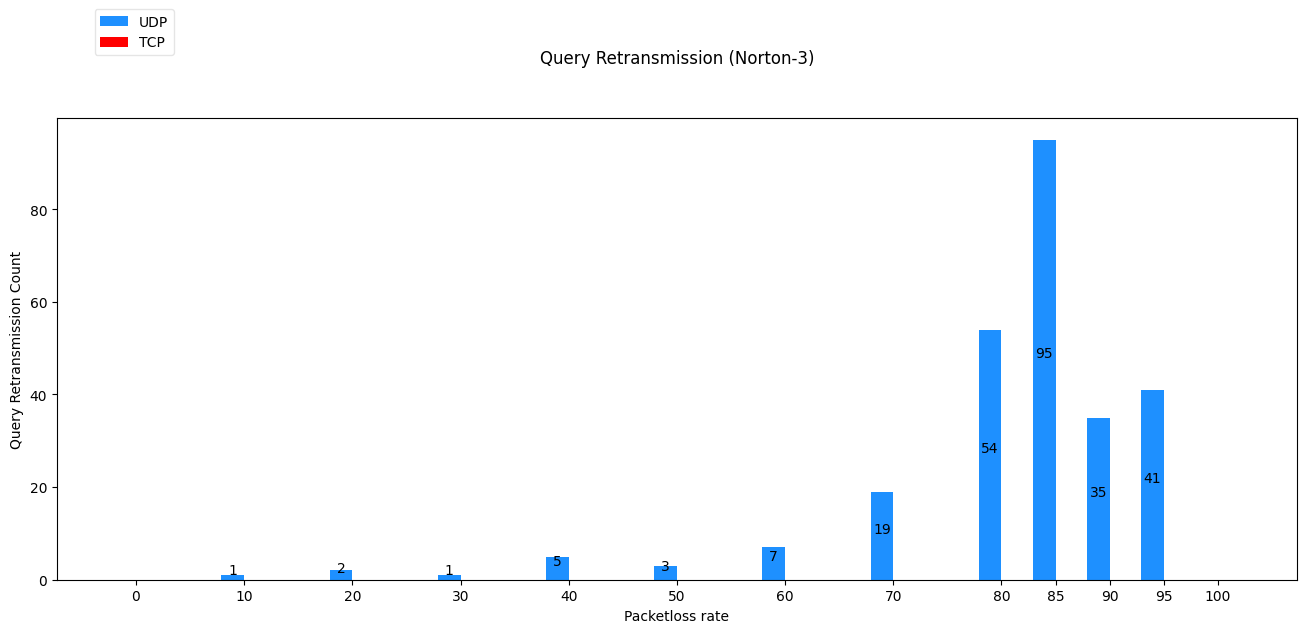 UDP
TCP
Query Retransmission (Norton-3)
Query Retransmission Count
80
60
40
20
0
1
2
1
5
3
7
19
54
95
35
41
0 10 20 30 40 50 60 70 80 85 90 95 100
Packetloss rate